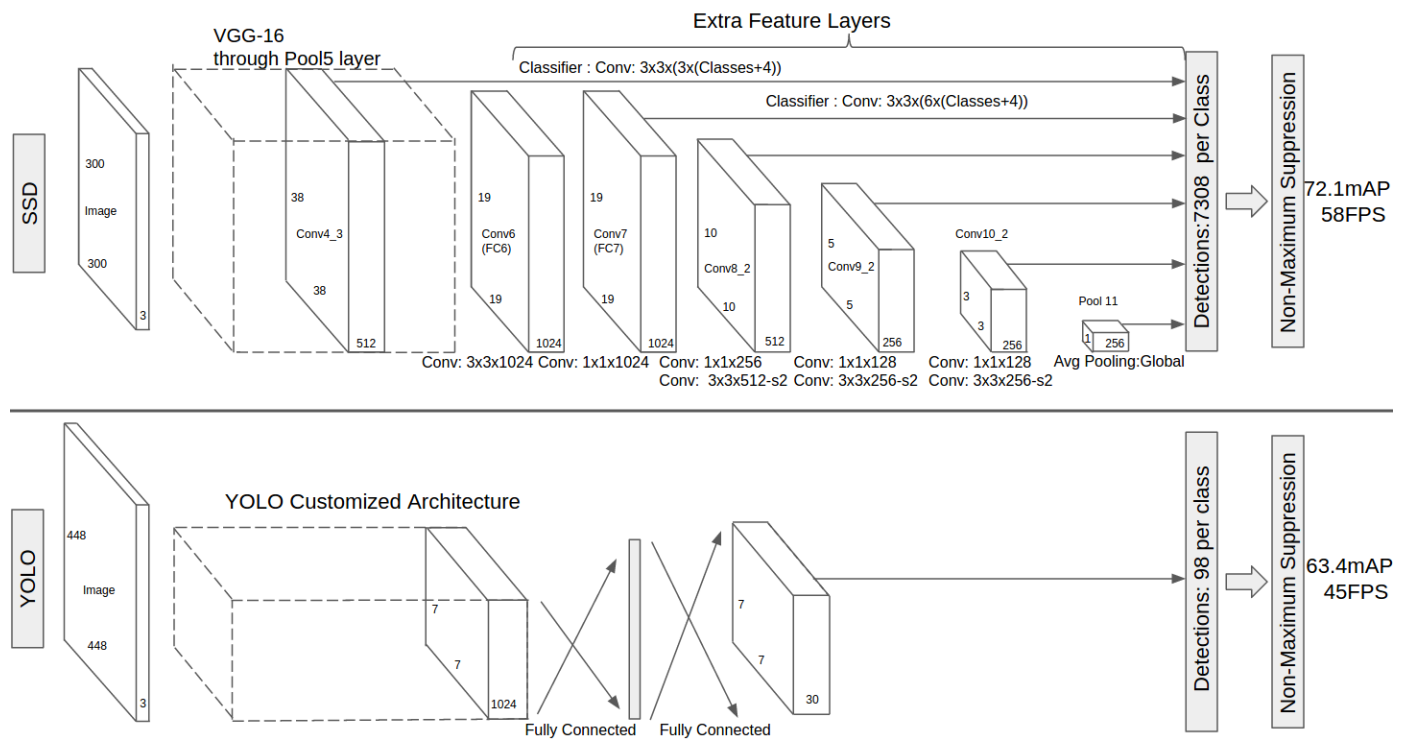 Extra Feature Layers
VGG-16
through Pool5 layer
Classifier : Conv: 3x3x(3x(Classes+4))
Classifier : Conv: 3x3x(6x(Classes+4))
SSD
300
Image
300
3
38
Conv4_3
38
512
19
Conv6
(FC6)
19
1024
19
Conv7
(FC7)
19
1024
10
Conv8_2
10
512
5
Conv9_2
5
256
Conv10_2
3
3
256
Pool 11
1
256
Conv: 3x3x1024
Conv: 1x1x1024
Conv: 1x1x256
Conv: 3x3x512-s2
Conv: 1x1x128
Conv: 3x3x256-s2
Conv: 1x1x128
Conv: 3x3x256-s2
Avg Pooling:Global
Detections:7308 per Class
Non-Maximum Suppression
72.1mAP
58FPS
YOLO
448
Image
448
3
YOLO Customized Architecture
7
7
1024
Fully Connected
Fully Connected
7
7
30
Detections: 98 per class
Non-Maximum Suppression
63.4mAP
45FPS